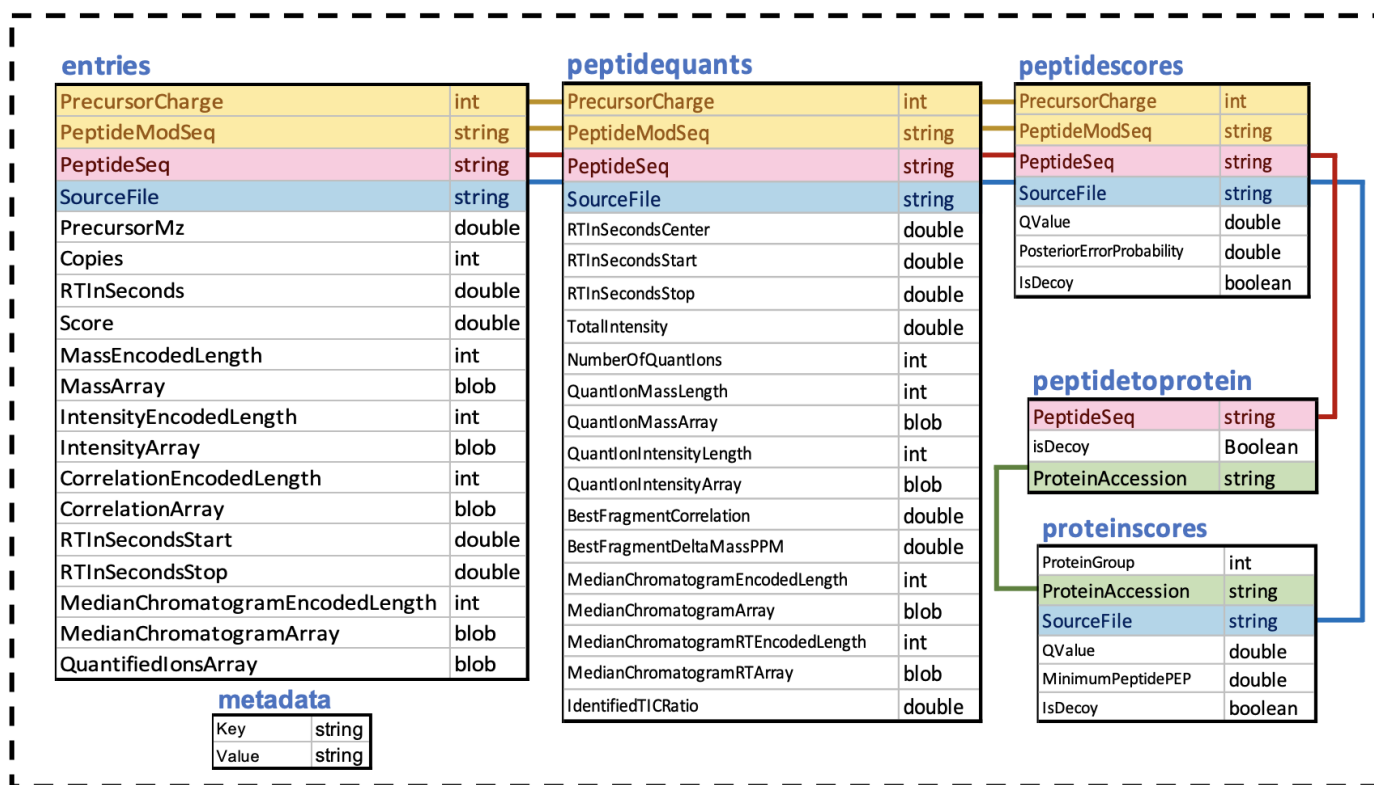 entries
PrecursorCharge int
PeptideModSeq string
PeptideSeq string
SourceFile string
PrecursorMz double
Copies int
RTInSeconds double
Score double
MassEncodedLength int
MassArray blob
IntensityEncodedLength int
IntensityArray blob
CorrelationEncodedLength int
CorrelationArray blob
RTInSecondsStart double
RTInSecondsStop double
MedianChromatogramEncodedLength int
MedianChromatogramArray blob
QuantifiedIonsArray blob
metadata
Key string
Value string
peptidequants
PrecursorCharge int
PeptideModSeq string
PeptideSeq string
SourceFile string
RTInSecondsCenter double
RTInSecondsStart double
RTInSecondsStop double
TotalIntensity double
NumberOfQuantIons int
QuantIonMassLength int
QuantIonMassArray blob
QuantIonIntensityLength int
QuantIonIntensityArray blob
BestFragmentCorrelation double
BestFragmentDeltaMassPPM double
MedianChromatogramEncodedLength int
MedianChromatogramArray blob
MedianChromatogramRTEncodedLength int
MedianChromatogramRTArray blob
IdentifiedTICRatio double
peptidescores
PrecursorCharge int
PeptideModSeq string
PeptideSeq string
SourceFile string
QValue double
PosteriorErrorProbability double
IsDecoy boolean
peptidetoprotein
PeptideSeq string
isDecoy Boolean
ProteinAccession string
proteinscores
ProteinGroup int
ProteinAccession string
SourceFile string
QValue double
MinimumPeptidePEP double
IsDecoy boolean